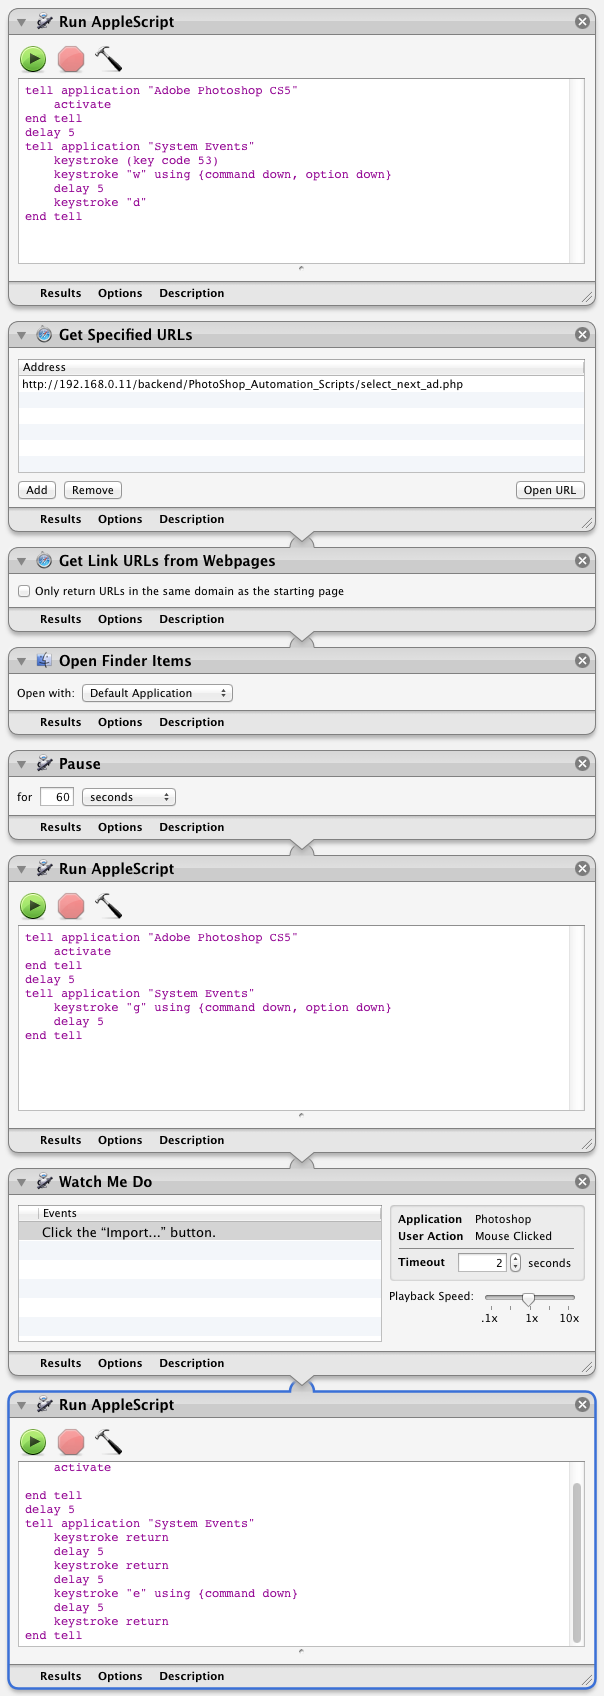 Run AppleScript
tell application "Adobe Photoshop CS5"
    activate
end tell
delay 5
tell application "System Events"
    keystroke (key code 53)
    keystroke "w" using {command down, option down}
    delay 5
    keystroke "d"
end tell
Results Options Description
Get Specified URLs
Address
http://192.168.0.11/backend/PhotoShop_Automation_Scripts/select_next_ad.php
Add Remove Open URL
Results Options Description
Get Link URLs from Webpages
Only return URLs in the same domain as the starting page
Results Options Description
Open Finder Items
Open with: Default Application
Results Options Description
Pause
for 60 seconds
Results Options Description
Run AppleScript
tell application "Adobe Photoshop CS5"
    activate
end tell
delay 5
tell application "System Events"
    keystroke "g" using {command down, option down}
    delay 5
end tell
Results Options Description
Watch Me Do
Events
Click the “Import...” button.
Application Photoshop
User Action Mouse Clicked
Timeout 2 seconds
Playback Speed:
.1x 1x 10x
Results Options Description
Run AppleScript
    activate
end tell
delay 5
tell application "System Events"
    keystroke return
    delay 5
    keystroke return
    delay 5
    keystroke "e" using {command down}
    delay 5
    keystroke return
end tell
Results Options Description